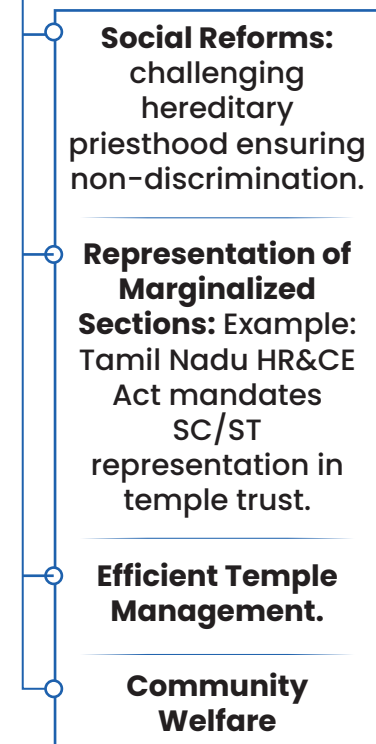 Social Reforms:
challenging
hereditary
priesthood ensuring
non-discrimination.
Representation of
Marginalized
Sections: Example:
Tamil Nadu HR&CE
Act mandates
SC/ST
representation in
temple trust.
Efficient Temple
Management.
Community
Welfare